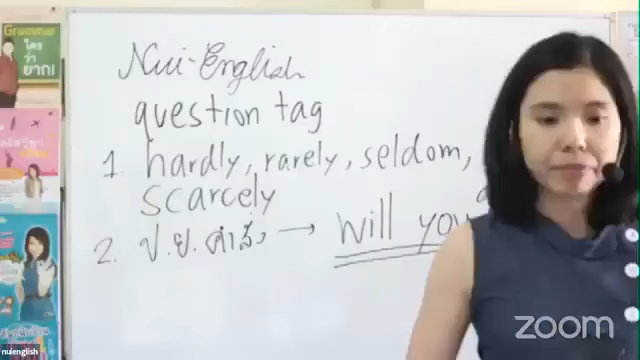 Grammar
ใคร
ว่า
ยาก!
Nui-English
question tag
1. hardly, rarely, seldom,
scarcely
2. ป.ย. คำสั่ง → will you
zoom
nuienglish